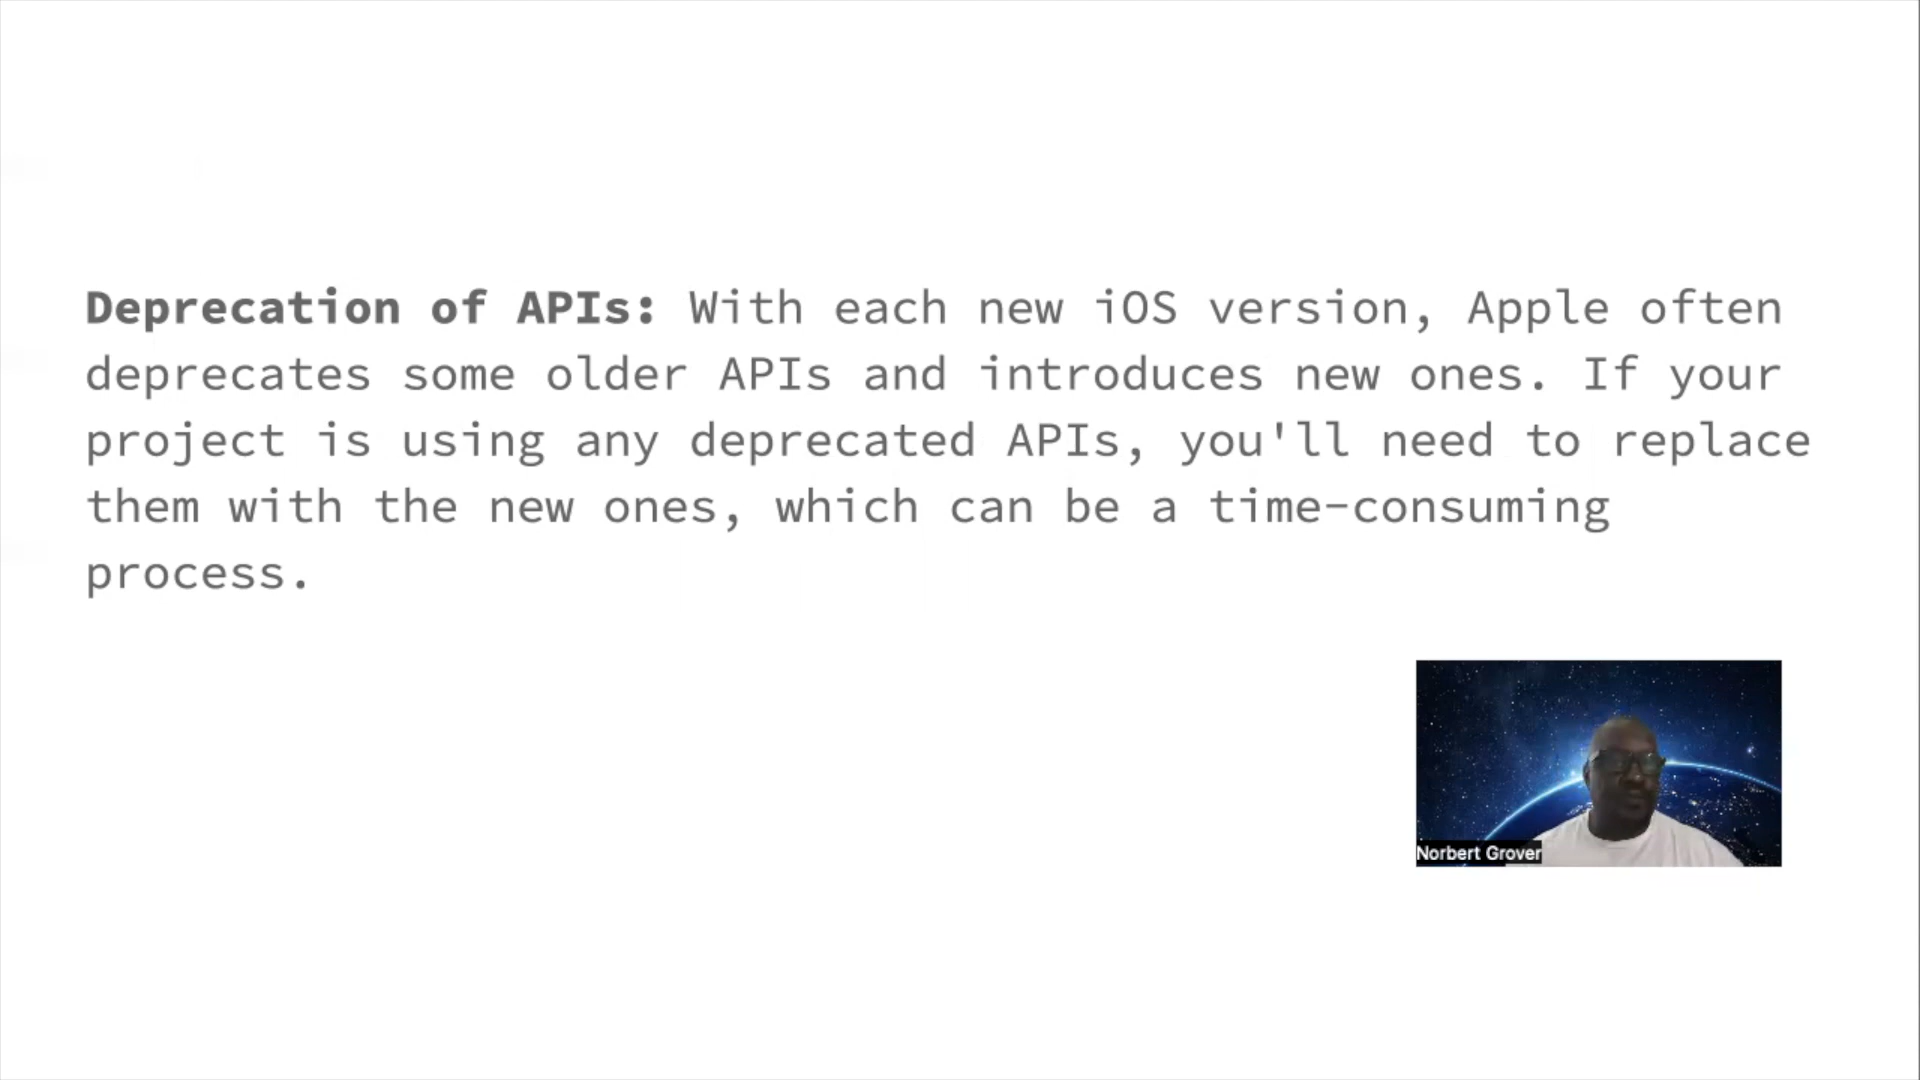 Deprecation of APIs: With each new iOS version, Apple often
deprecates some older APIs and introduces new ones. If your
project is using any deprecated APIs, you'll need to replace
them with the new ones, which can be a time-consuming
process.
Norbert Grover